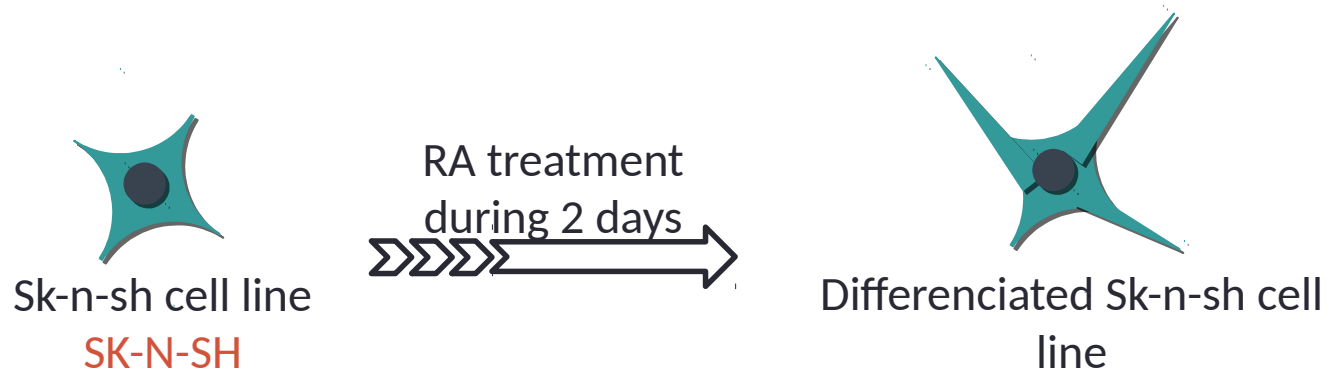 RA treatment
during 2 days
Sk-n-sh cell line
SK-N-SH
Differenciated Sk-n-sh cell
line